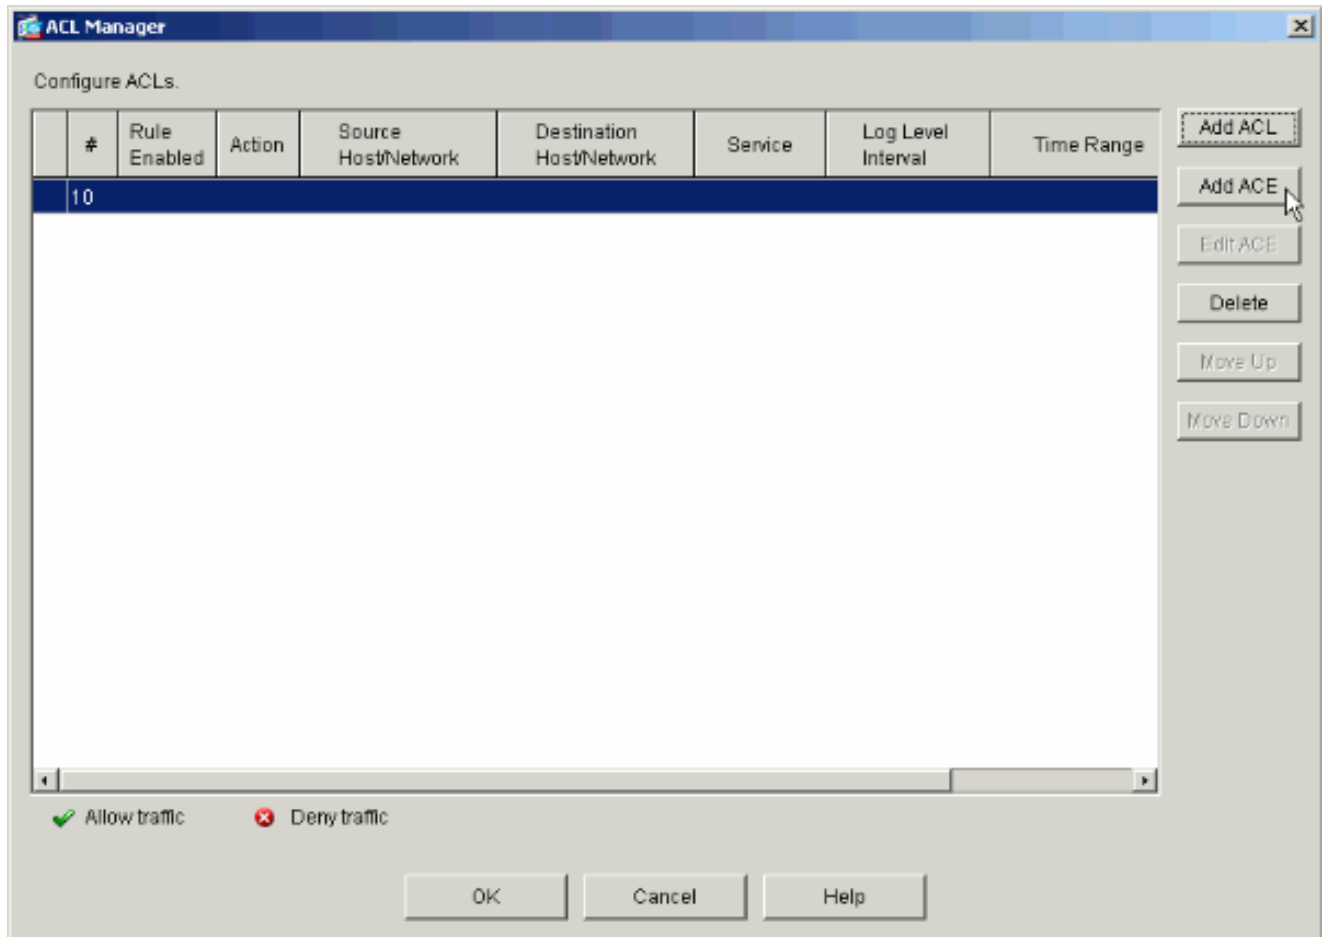 ACL Manager
Configure ACLs.
#
Rule
Enabled
Action
Source
Host/Network
Destination
Host/Network
Service
Log Level
Interval
Time Range
10
Add ACL
Add ACE
Edit ACE
Delete
Move Up
Move Down
Allow traffic
Deny traffic
OK
Cancel
Help